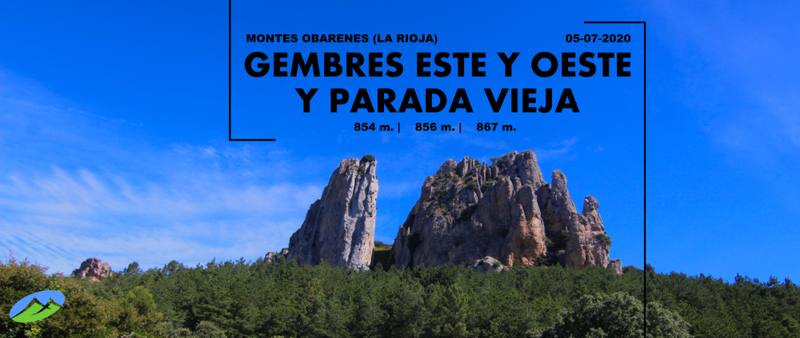 MONTES OBARENES (LA RIOJA) 05-07-2020
GEMBRES ESTE Y OESTE
Y PARADA VIEJA
854 m. | 856 m. | 867 m.